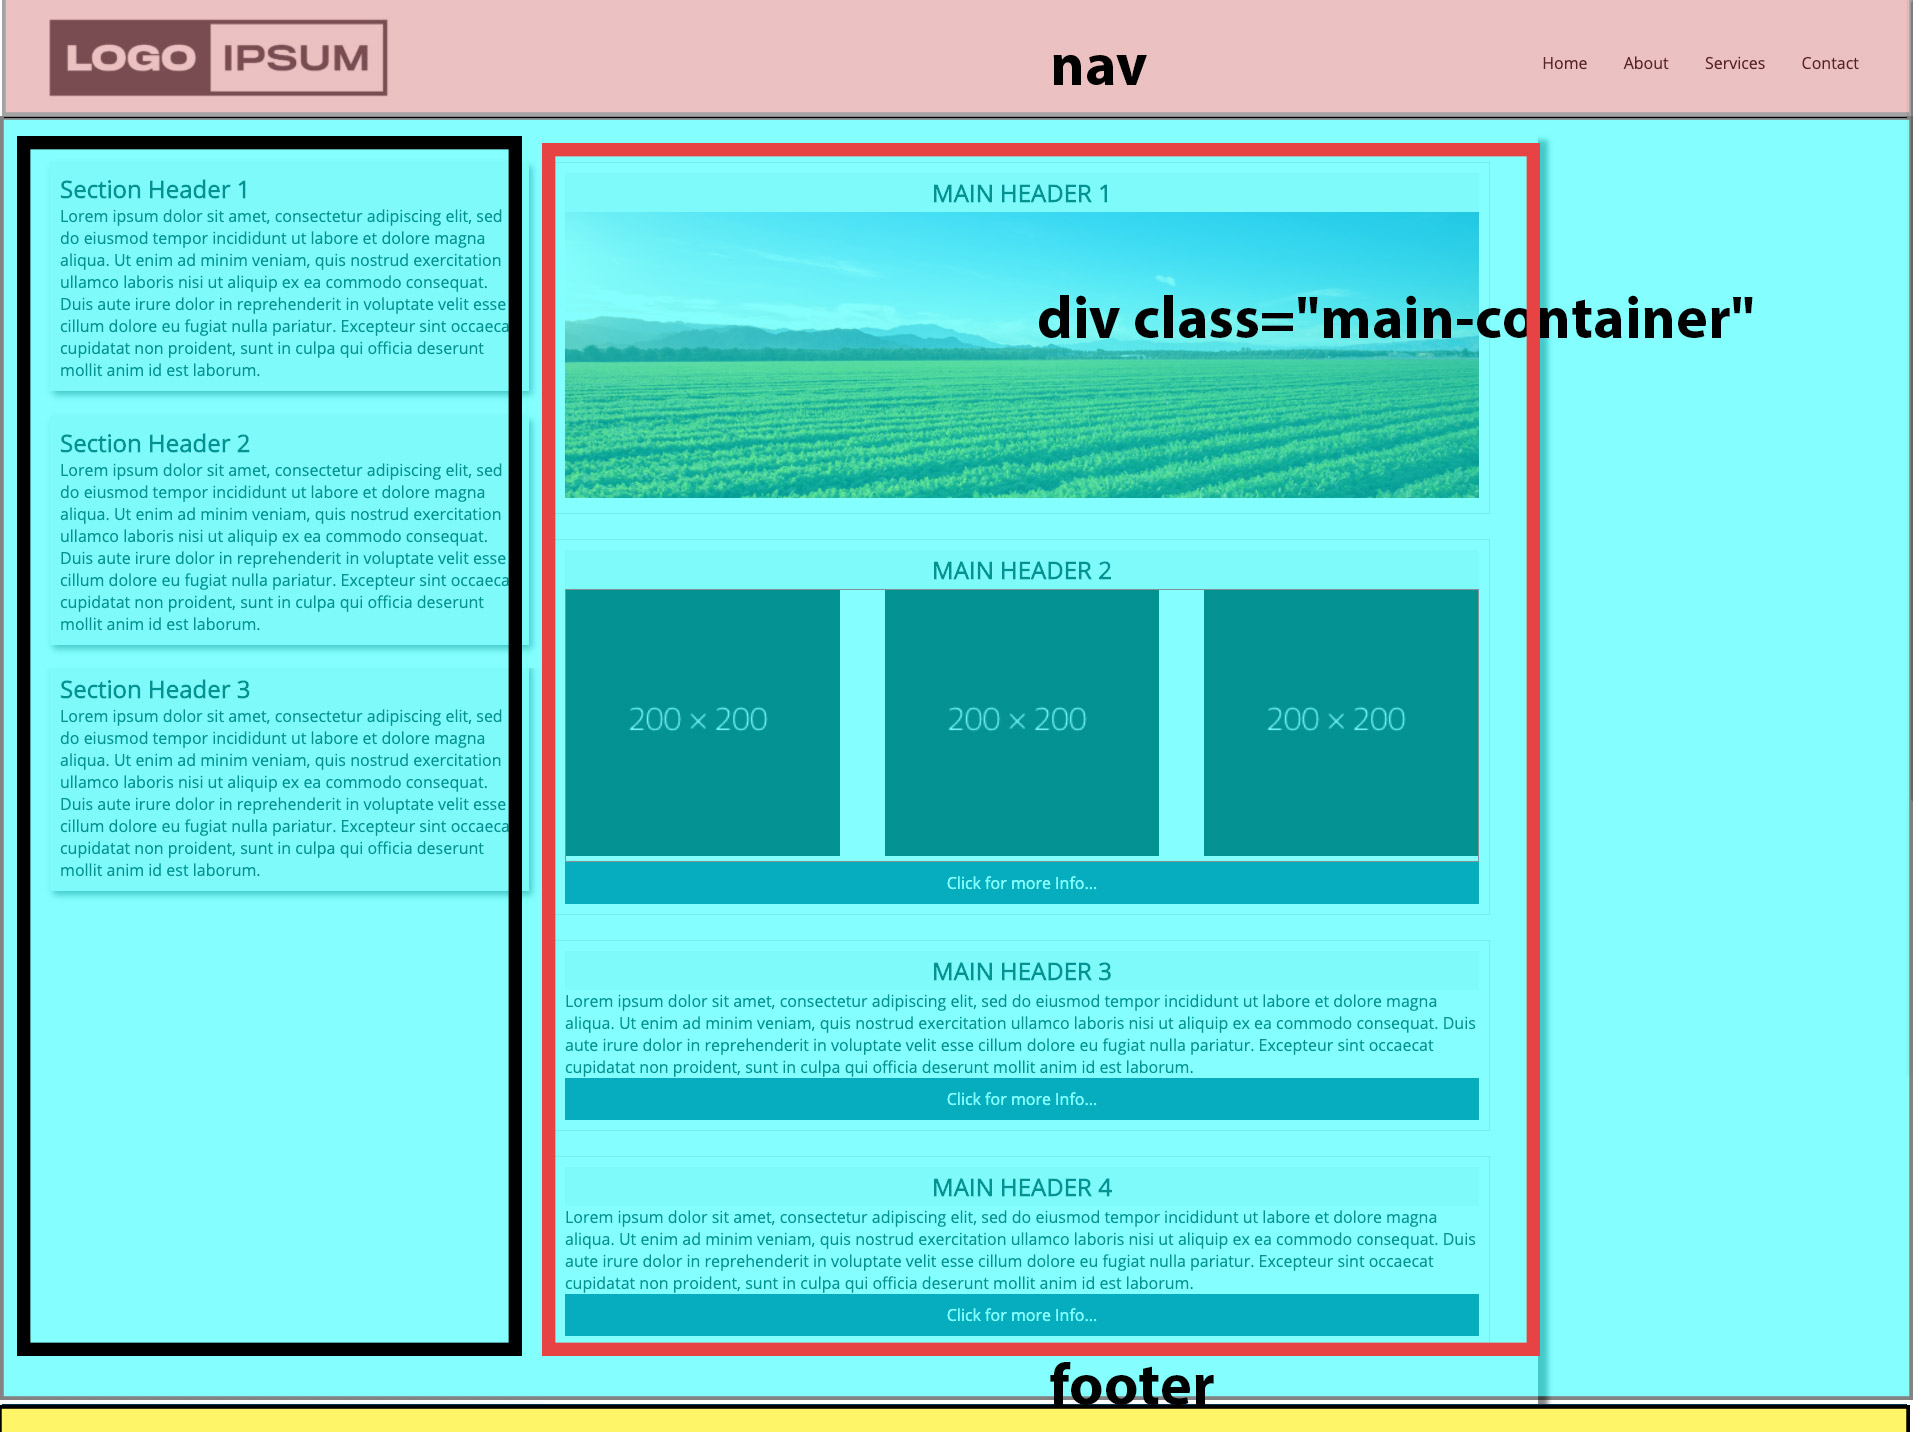 LOGO IPSUM
nav
Home About Services Contact
Section Header 1
Lorem ipsum dolor sit amet, consectetur adipiscing elit, sed
do eiusmod tempor incididunt ut labore et dolore magna
aliqua. Ut enim ad minim veniam, quis nostrud exercitation
ullamco laboris nisi ut aliquip ex ea commodo consequat.
Duis aute irure dolor in reprehenderit in voluptate velit esse
cillum dolore eu fugiat nulla pariatur. Excepteur sint occaeca
cupidatat non proident, sunt in culpa qui officia deserunt
mollit anim id est laborum.
Section Header 2
Lorem ipsum dolor sit amet, consectetur adipiscing elit, sed
do eiusmod tempor incididunt ut labore et dolore magna
aliqua. Ut enim ad minim veniam, quis nostrud exercitation
ullamco laboris nisi ut aliquip ex ea commodo consequat.
Duis aute irure dolor in reprehenderit in voluptate velit esse
cillum dolore eu fugiat nulla pariatur. Excepteur sint occaeca
cupidatat non proident, sunt in culpa qui officia deserunt
mollit anim id est laborum.
Section Header 3
Lorem ipsum dolor sit amet, consectetur adipiscing elit, sed
do eiusmod tempor incididunt ut labore et dolore magna
aliqua. Ut enim ad minim veniam, quis nostrud exercitation
ullamco laboris nisi ut aliquip ex ea commodo consequat.
Duis aute irure dolor in reprehenderit in voluptate velit esse
cillum dolore eu fugiat nulla pariatur. Excepteur sint occaeca
cupidatat non proident, sunt in culpa qui officia deserunt
mollit anim id est laborum.
MAIN HEADER 1
div class="main-container"
MAIN HEADER 2
200 × 200
200 × 200
200 × 200
Click for more Info...
MAIN HEADER 3
Lorem ipsum dolor sit amet, consectetur adipiscing elit, sed do eiusmod tempor incididunt ut labore et dolore magna
aliqua. Ut enim ad minim veniam, quis nostrud exercitation ullamco laboris nisi ut aliquip ex ea commodo consequat. Duis
aute irure dolor in reprehenderit in voluptate velit esse cillum dolore eu fugiat nulla pariatur. Excepteur sint occaecat
cupidatat non proident, sunt in culpa qui officia deserunt mollit anim id est laborum.
Click for more Info...
MAIN HEADER 4
Lorem ipsum dolor sit amet, consectetur adipiscing elit, sed do eiusmod tempor incididunt ut labore et dolore magna
aliqua. Ut enim ad minim veniam, quis nostrud exercitation ullamco laboris nisi ut aliquip ex ea commodo consequat. Duis
aute irure dolor in reprehenderit in voluptate velit esse cillum dolore eu fugiat nulla pariatur. Excepteur sint occaecat
cupidatat non proident, sunt in culpa qui officia deserunt mollit anim id est laborum.
Click for more Info...
footer